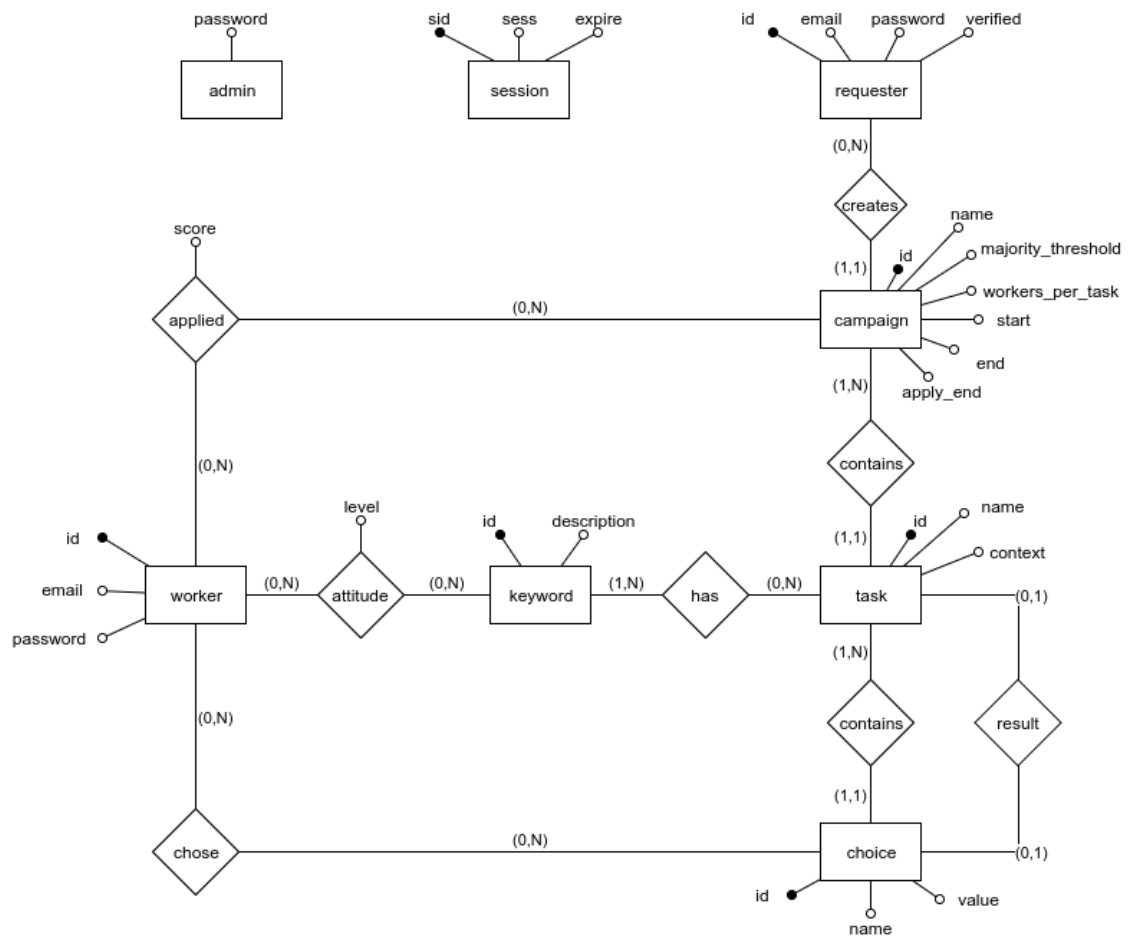 password
sid
sess
expire
id
email
password
verified
admin
session
requester
(0,N)
creates
(1,1)
name
id
majority_threshold
workers_per_task
campaign
start
end
apply_end
score
applied
(0,N)
(1,N)
contains
(0,N)
(1,1)
id
name
context
level
id
description
id
email
password
worker
(0,N)
attitude
(0,N)
keyword
(1,N)
has
(0,N)
task
(0,1)
(1,N)
contains
result
(1,1)
(0,N)
chose
(0,N)
choice
(0,1)
id
name
value